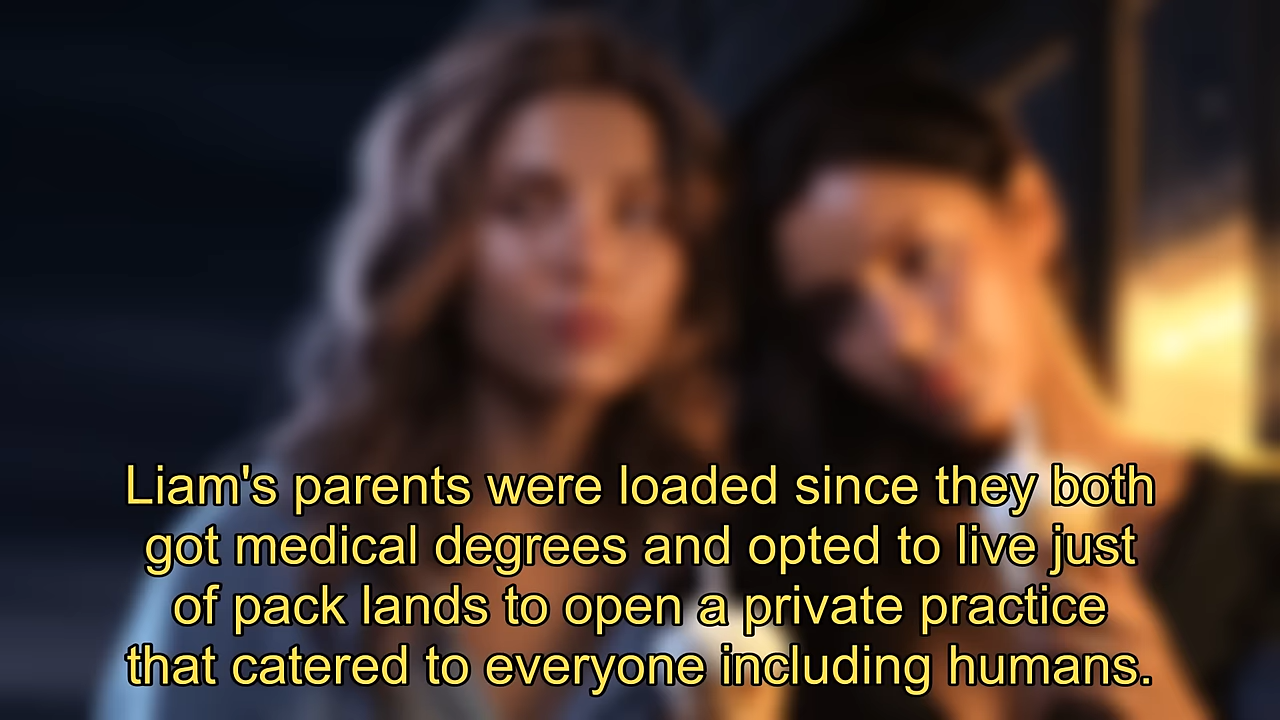 Liam's parents were loaded since they both
got medical degrees and opted to live just
of pack lands to open a private practice
that catered to everyone including humans.